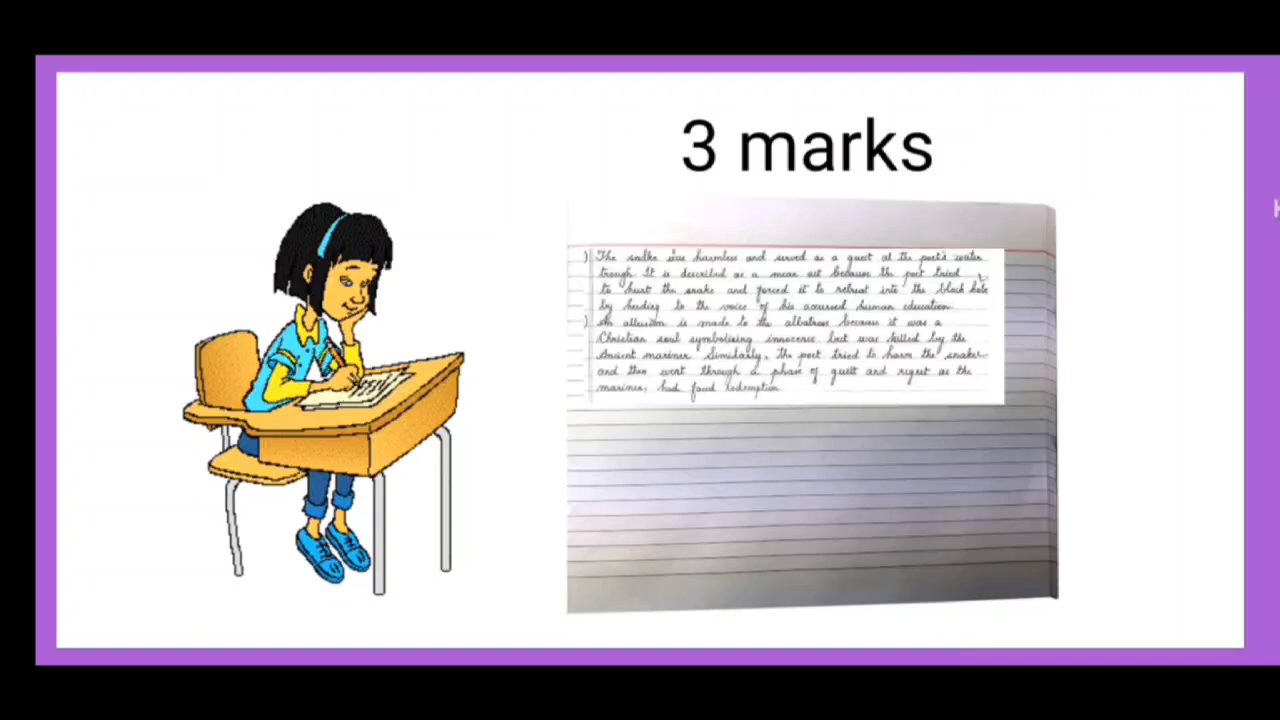 3 marks
) The snake was harmless and served as a guest at the poet's water
trough. It is described as a mean act because the poet tried
to hurt the snake and forced it to retreat into the black hole
by heeding to the voice of his accursed human education
) An allusion is made to the albatross because it was a
Christian soul symbolising innocence but was killed by the
Ancient mariner. Similarly, the poet tried to harm the snake
and then went through a phase of guilt and regret as the
mariner, had foud redemption.